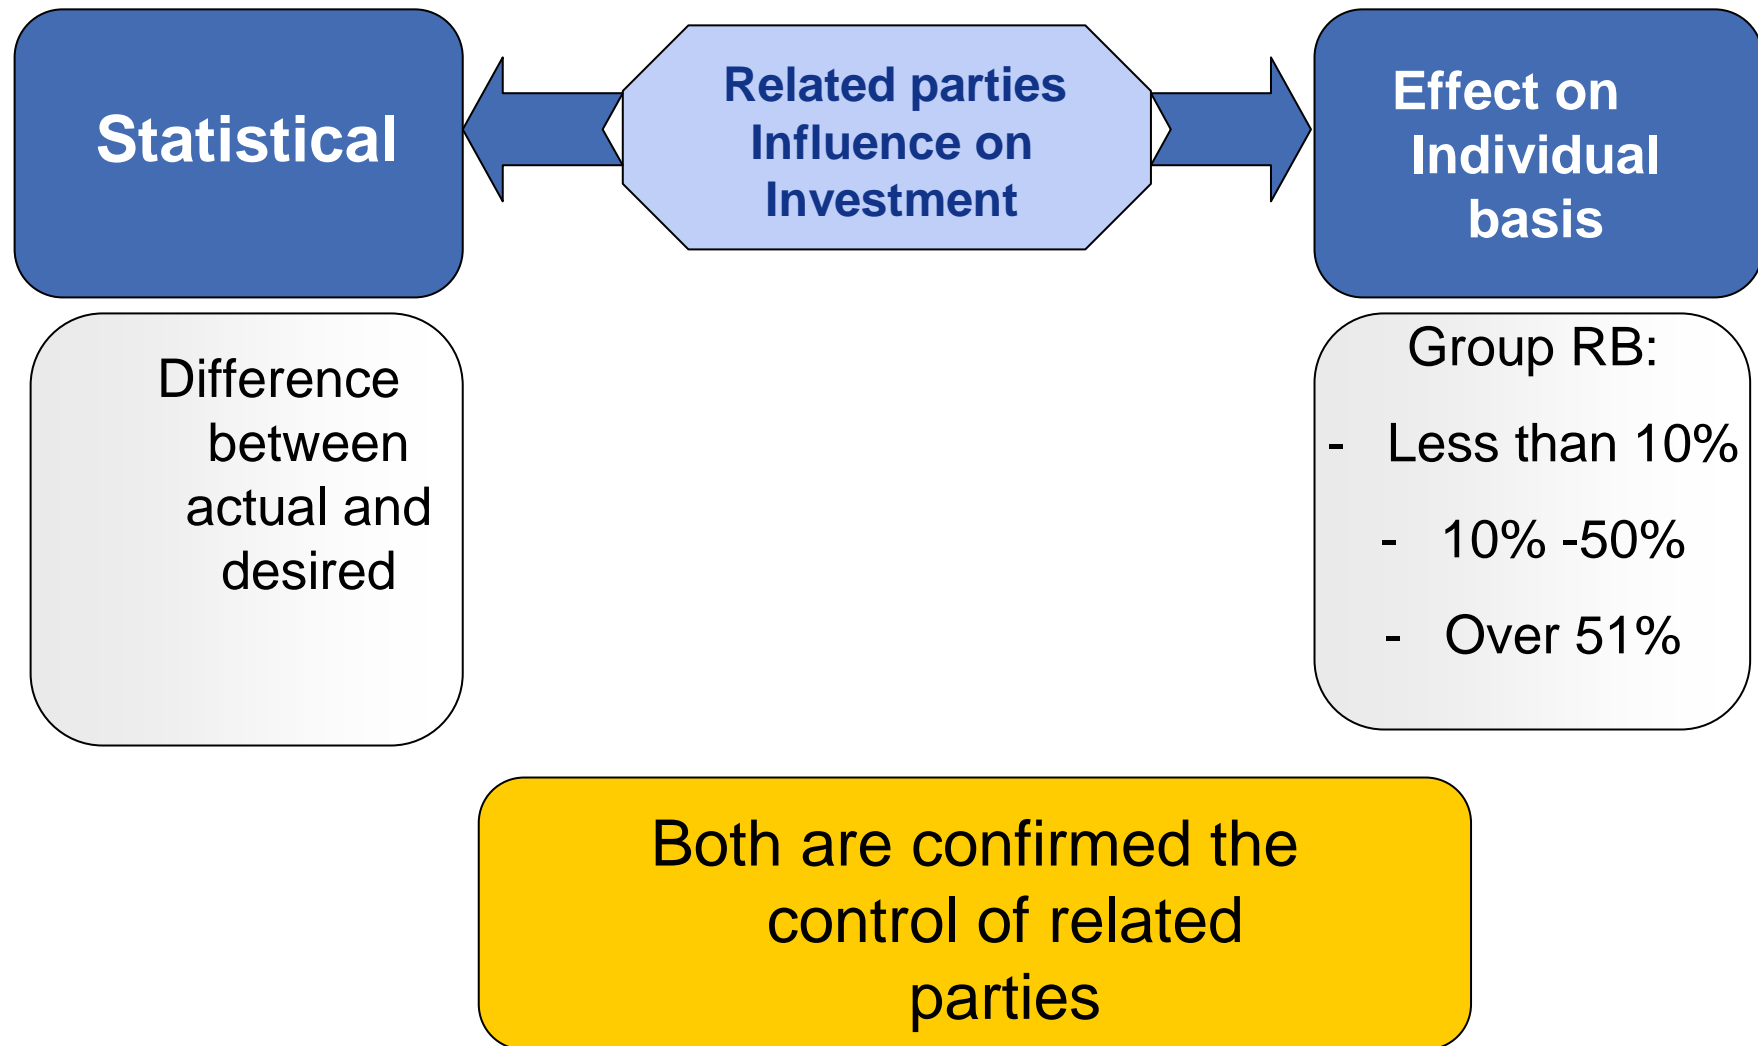 Statistical
Related parties
Influence on
Investment
Effect on
Individual
basis
Difference
between
actual and
desired
Group RB:
- Less than 10%
- 10% -50%
- Over 51%
Both are confirmed the
control of related
parties